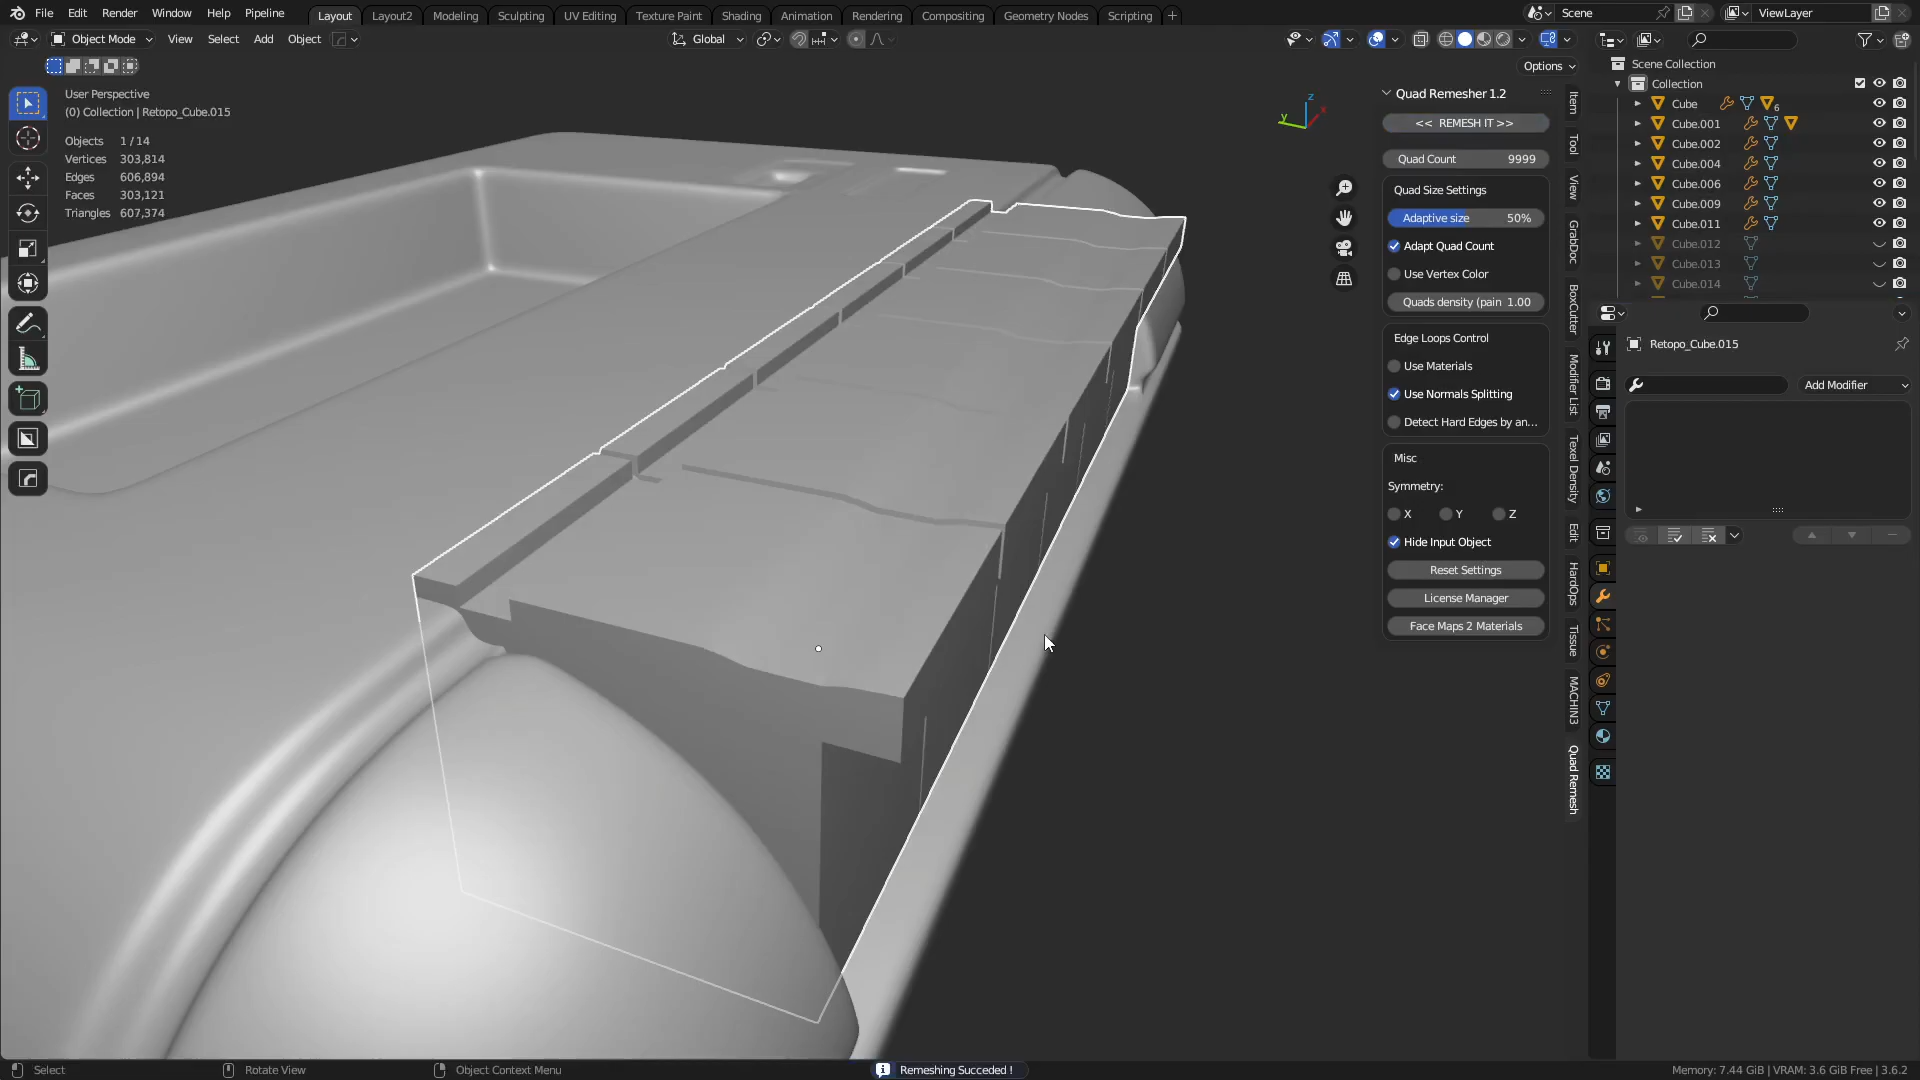 File Edit Render Window Help Pipeline Layout Layout2 Modeling Sculpting UV Editing Texture Paint Shading Animation Rendering Compositing Geometry Nodes Scripting Scene ViewLayer
Object Mode View Select Add Object Global
Options
User Perspective
(0) Collection | Retopo_Cube.015
Objects 1 / 14
Vertices 303,814
Edges 606,894
Faces 303,121
Triangles 607,374
Z
Y
X
Quad Remesher 1.2
<< REMESH IT >>
Quad Count 9999
Quad Size Settings
Adaptive size 50%
Adapt Quad Count
Use Vertex Color
Quads density (pain 1.00
Edge Loops Control
Use Materials
Use Normals Splitting
Detect Hard Edges by an...
Misc
Symmetry:
X Y Z
Hide Input Object
Reset Settings
License Manager
Face Maps 2 Materials
Item
Tool
View
GrabDoc
BoxCutter
Modifier List
Texel Density
Edit
HardOps
Tissue
MACHIN3
Quad Remesh
Scene Collection
Collection
Cube 6
Cube.001
Cube.002
Cube.004
Cube.006
Cube.009
Cube.011
Cube.012
Cube.013
Cube.014
Retopo_Cube.015
Add Modifier
Select Rotate View Object Context Menu Remeshing Succeded ! Memory: 7.44 GiB | VRAM: 3.6 GiB Free | 3.6.2